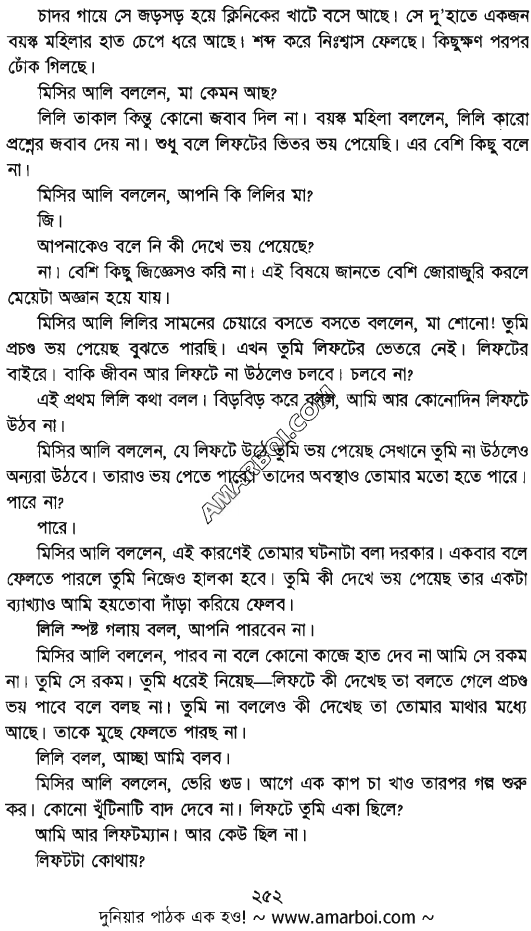 চাদর গায়ে সে জড়সড় হয়ে ক্লিনিকের খাটে বসে আছে। সে দু'হাতে একজন
বয়স্ক মহিলার হাত চেপে ধরে আছে। শব্দ করে নিঃশ্বাস ফেলছে। কিছুক্ষণ পরপর
ঢোঁক গিলছে।
মিসির আলি বললেন, মা কেমন আছ?
লিলি তাকাল কিন্তু কোনো জবাব দিল না। বয়স্ক মহিলা বললেন, লিলি কারো
প্রশ্নের জবাব দেয় না। শুধু বলে লিফটের ভিতর ভয় পেয়েছি। এর বেশি কিছু বলে
না।
মিসির আলি বললেন, আপনি কি লিলির মা?
জি।
আপনাকেও বলে নি কী দেখে ভয় পেয়েছে?
না। বেশি কিছু জিজ্ঞেসও করি না। এই বিষয়ে জানতে বেশি জোরাজুরি করলে
মেয়েটা অজ্ঞান হয়ে যায়।
মিসির আলি লিলির সামনের চেয়ারে বসতে বসতে বললেন, মা শোনো! তুমি
প্রচণ্ড ভয় পেয়েছ বুঝতে পারছি। এখন তুমি লিফটের ভেতরে নেই। লিফটের
বাইরে। বাকি জীবন আর লিফটে না উঠলেও চলবে। চলবে না?
এই প্রথম লিলি কথা বলল। বিড়বিড় করে বলল, আমি আর কোনোদিন লিফটে
উঠব না।
মিসির আলি বললেন, যে লিফটে উঠে তুমি ভয় পেয়েছ সেখানে তুমি না উঠলেও
অন্যরা উঠবে। তারাও ভয় পেতে পারে। তাদের অবস্থাও তোমার মতো হতে পারে।
পারে না?
পারে।
মিসির আলি বললেন, এই কারণেই তোমার ঘটনাটা বলা দরকার। একবার বলে
ফেলতে পারলে তুমি নিজেও হালকা হবে। তুমি কী দেখে ভয় পেয়েছ তার একটা
ব্যাখ্যাও আমি হয়তোবা দাঁড়া করিয়ে ফেলব।
লিলি স্পষ্ট গলায় বলল, আপনি পারবেন না।
মিসির আলি বললেন, পারব না বলে কোনো কাজে হাত দেব না আমি সে রকম
না। তুমি সে রকম। তুমি ধরেই নিয়েছ—লিফটে কী দেখেছ তা বলতে গেলে প্রচণ্ড
ভয় পাবে বলে বলছ না। তুমি না বললেও কী দেখেছ তা তোমার মাথার মধ্যে
আছে। তাকে মুছে ফেলতে পারছ না।
লিলি বলল, আচ্ছা আমি বলব।
মিসির আলি বললেন, ভেরি গুড। আগে এক কাপ চা খাও তারপর গল্প শুরু
কর। কোনো খুঁটিনাটি বাদ দেবে না। লিফটে তুমি একা ছিলে?
আমি আর লিফটম্যান। আর কেউ ছিল না।
লিফটটা কোথায়?
২৫২
দুনিয়ার পাঠক এক হও! ~ www.amarboi.com ~
AMARBOI.COM